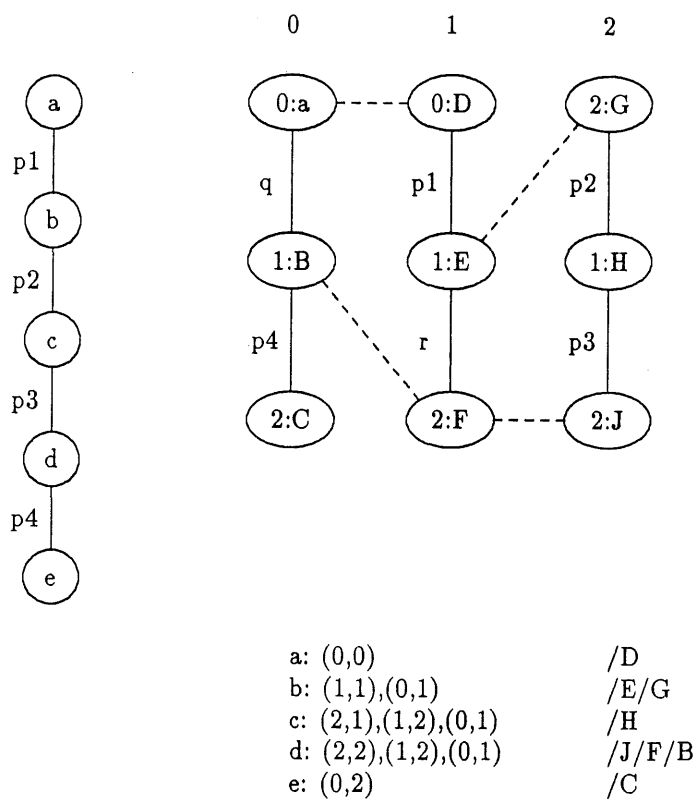 0 1 2
a 0:a 0:D 2:G
p1 q p1 p2
b 1:B 1:E 1:H
p2
c p4 r p3
p3 2:C 2:F 2:J
d
p4
e
a: (0,0) /D
b: (1,1),(0,1) /E/G
c: (2,1),(1,2),(0,1) /H
d: (2,2),(1,2),(0,1) /J/F/B
e: (0,2) /C